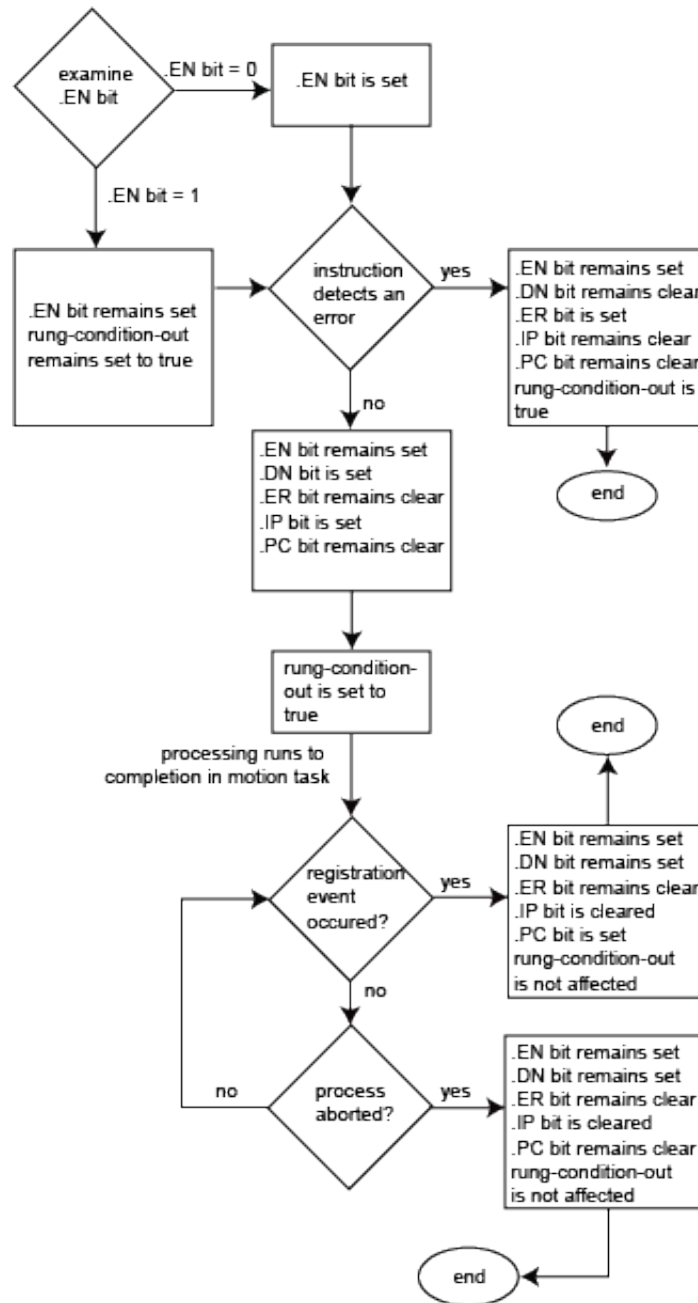 examine
.EN bit
.EN bit = 0
.EN bit is set
.EN bit = 1
.EN bit remains set
rung-condition-out
remains set to true
instruction
detects an
error
yes
.EN bit remains set
.DN bit remains clear
.ER bit is set
.IP bit remains clear
.PC bit remains clear
rung-condition-out is
true
end
no
.EN bit remains set
.DN bit is set
.ER bit remains clear
.IP bit is set
.PC bit remains clear
rung-condition-
out is set to
true
processing runs to
completion in motion task
registration
event
occured?
yes
.EN bit remains set
.DN bit remains set
.ER bit remains clear
.IP bit is cleared
.PC bit is set
rung-condition-out
is not affected
end
no
process
aborted?
no
yes
.EN bit remains set
.DN bit remains set
.ER bit remains clear
.IP bit is cleared
.PC bit remains clear
rung-condition-out
is not affected
end